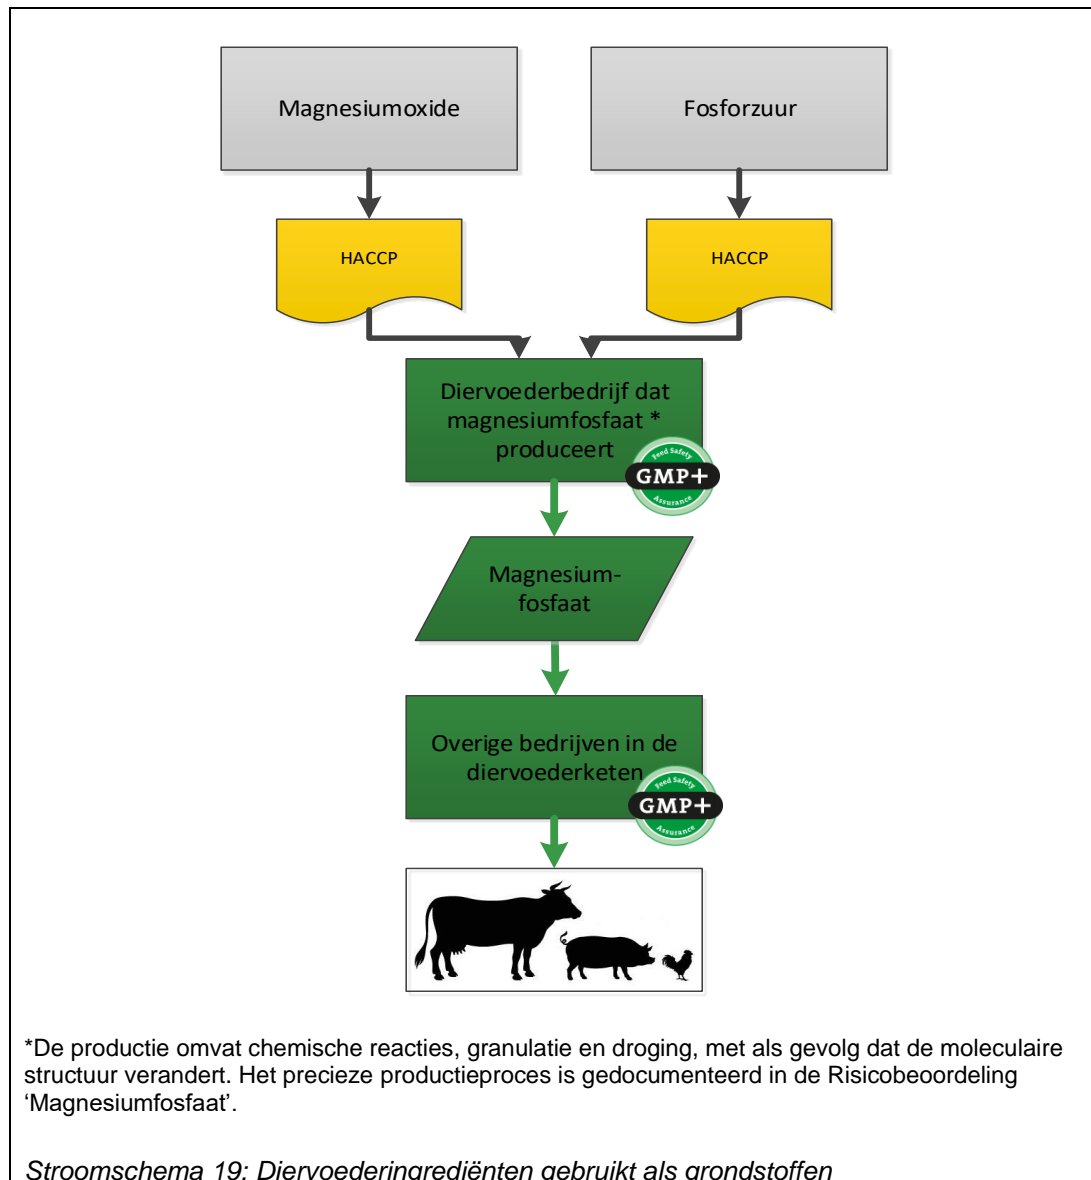 Magnesiumoxide
Fosforzuur
HACCP
HACCP
Diervoederbedrijf dat
magnesiumfosfaat *
produceert
Feed Safety
GMP+
Assurance
Magnesium-
fosfaat
Overige bedrijven in de
diervoederketen
Feed Safety
GMP+
Assurance
*De productie omvat chemische reacties, granulatie en droging, met als gevolg dat de moleculaire
structuur verandert. Het precieze productieproces is gedocumenteerd in de Risicobeoordeling
‘Magnesiumfosfaat’.
Stroomschema 19: Diervoederingrediënten gebruikt als grondstoffen